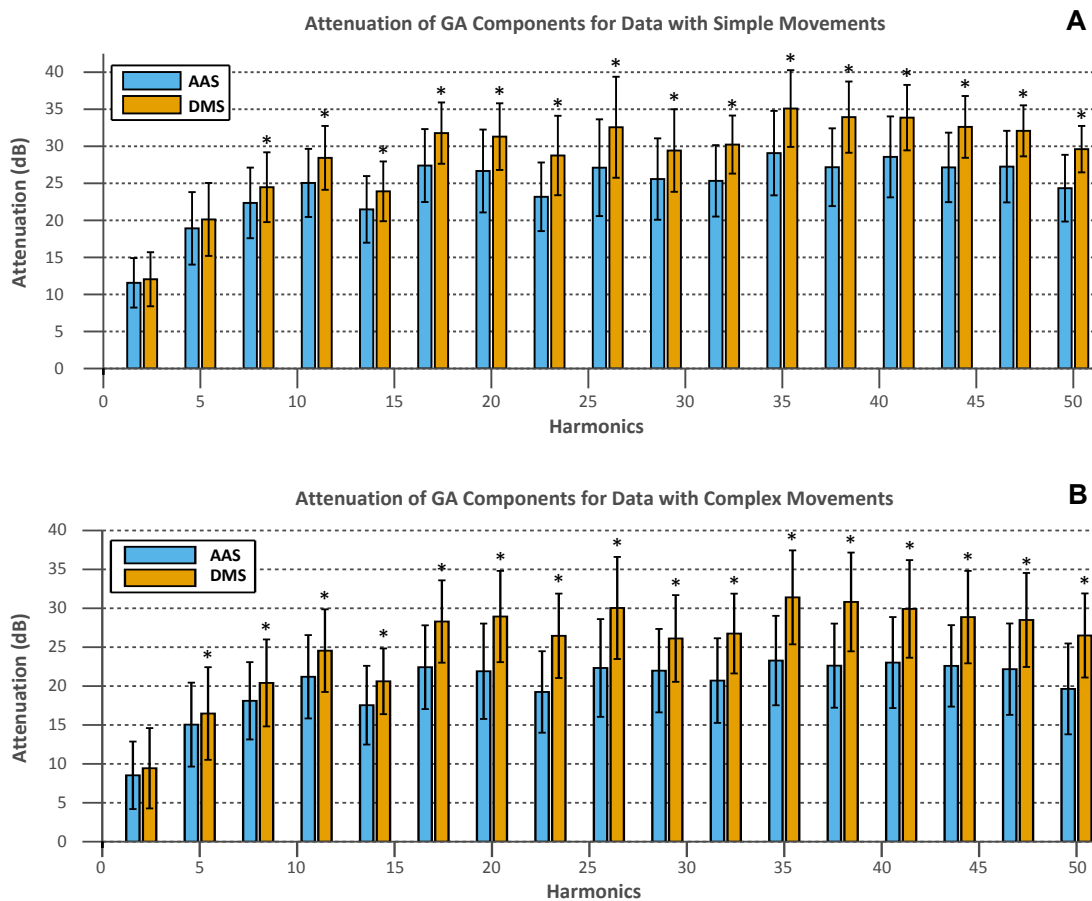 Attenuation of GA Components for Data with Simple Movements
A
40
35
30
25
20
15
10
5
0
Attenuation (dB)
AAS
DMS
* * * * * * * * * * * * * * *
0 5 10 15 20 25 30 35 40 45 50
Harmonics
Attenuation of GA Components for Data with Complex Movements
B
40
35
30
25
20
15
10
5
0
Attenuation (dB)
AAS
DMS
* * * * * * * * * * * * * * * *
0 5 10 15 20 25 30 35 40 45 50
Harmonics